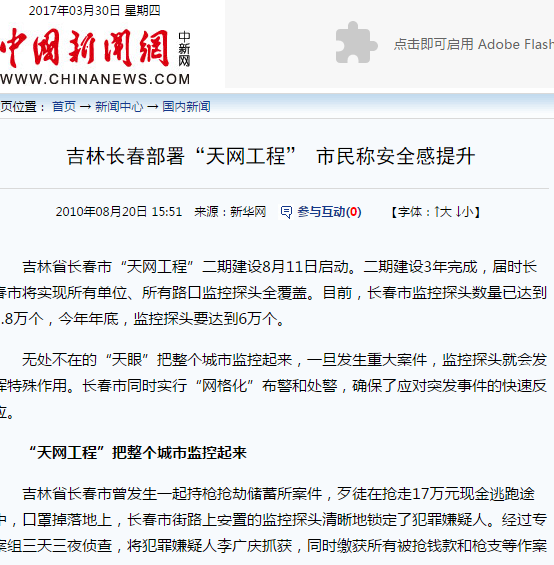 2017年03月30日 星期四
中國新聞網
中新网
WWW.CHINANEWS.COM
点击即可启用 Adobe Flash
页位置： 首页 → 新闻中心 → 国内新闻
吉林长春部署“天网工程” 市民称安全感提升
2010年08月20日 15:51 来源：新华网 参与互动(0) 【字体：↑大 ↓小】
吉林省长春市“天网工程”二期建设8月11日启动。二期建设3年完成，届时长
春市将实现所有单位、所有路口监控探头全覆盖。目前，长春市监控探头数量已达到
.8万个，今年年底，监控探头要达到6万个。
无处不在的“天眼”把整个城市监控起来，一旦发生重大案件，监控探头就会发
挥特殊作用。长春市同时实行“网格化”布警和处警，确保了应对突发事件的快速反
应。
“天网工程”把整个城市监控起来
吉林省长春市曾发生一起持枪抢劫储蓄所案件，歹徒在抢走17万元现金逃跑途
中，口罩掉落地上，长春市街路上安置的监控探头清晰地锁定了犯罪嫌疑人。经过专
案组三天三夜侦查，将犯罪嫌疑人李广庆抓获，同时缴获所有被抢钱款和枪支等作案